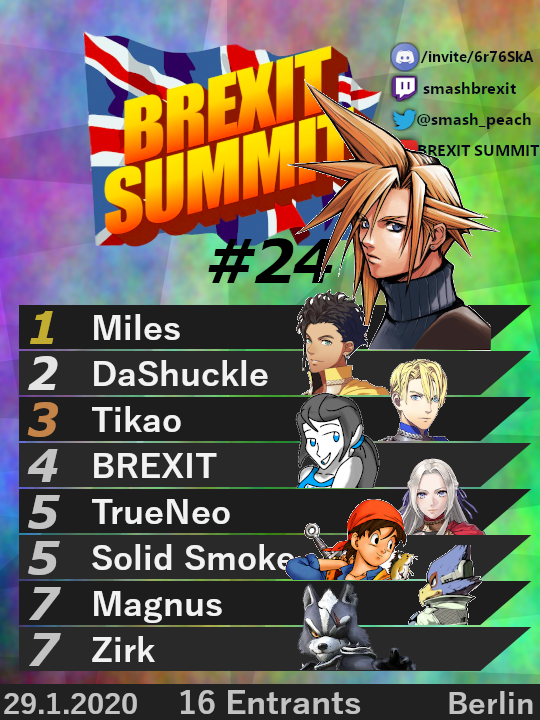 BREXIT
SUMMIT
#24
/invite/6r76SkA
smashbrexit
@smash_peach
BREXIT SUMMIT
1 Miles
2 DaShuckle
3 Tikao
4 BREXIT
5 TrueNeo
5 Solid Smoke
7 Magnus
7 Zirk
29.1.2020 16 Entrants Berlin